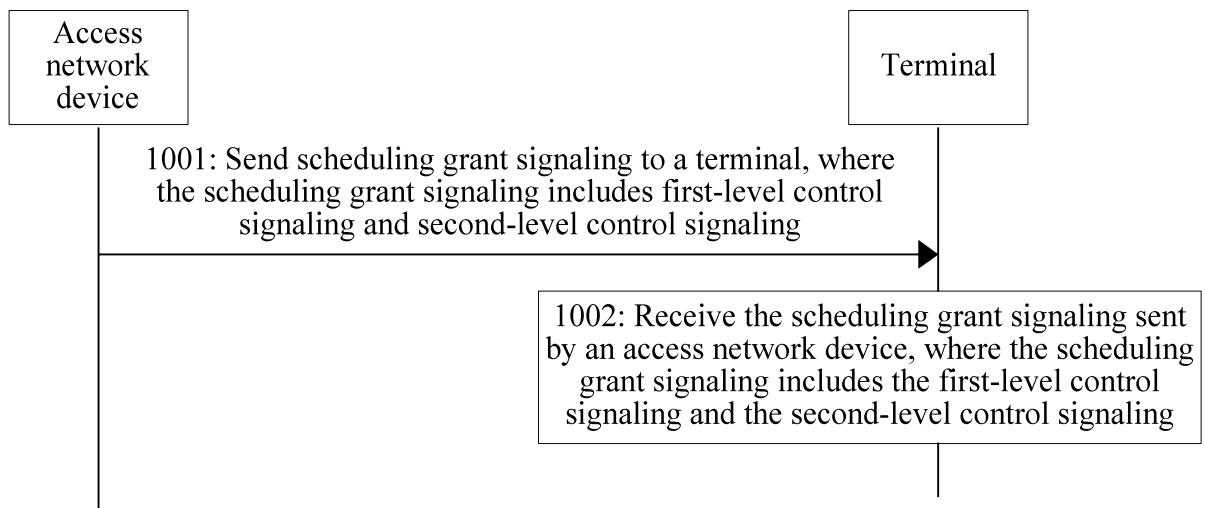 Access
network
device
Terminal
1001: Send scheduling grant signaling to a terminal, where
the scheduling grant signaling includes first-level control
signaling and second-level control signaling
1002: Receive the scheduling grant signaling sent
by an access network device, where the scheduling
grant signaling includes the first-level control
signaling and the second-level control signaling